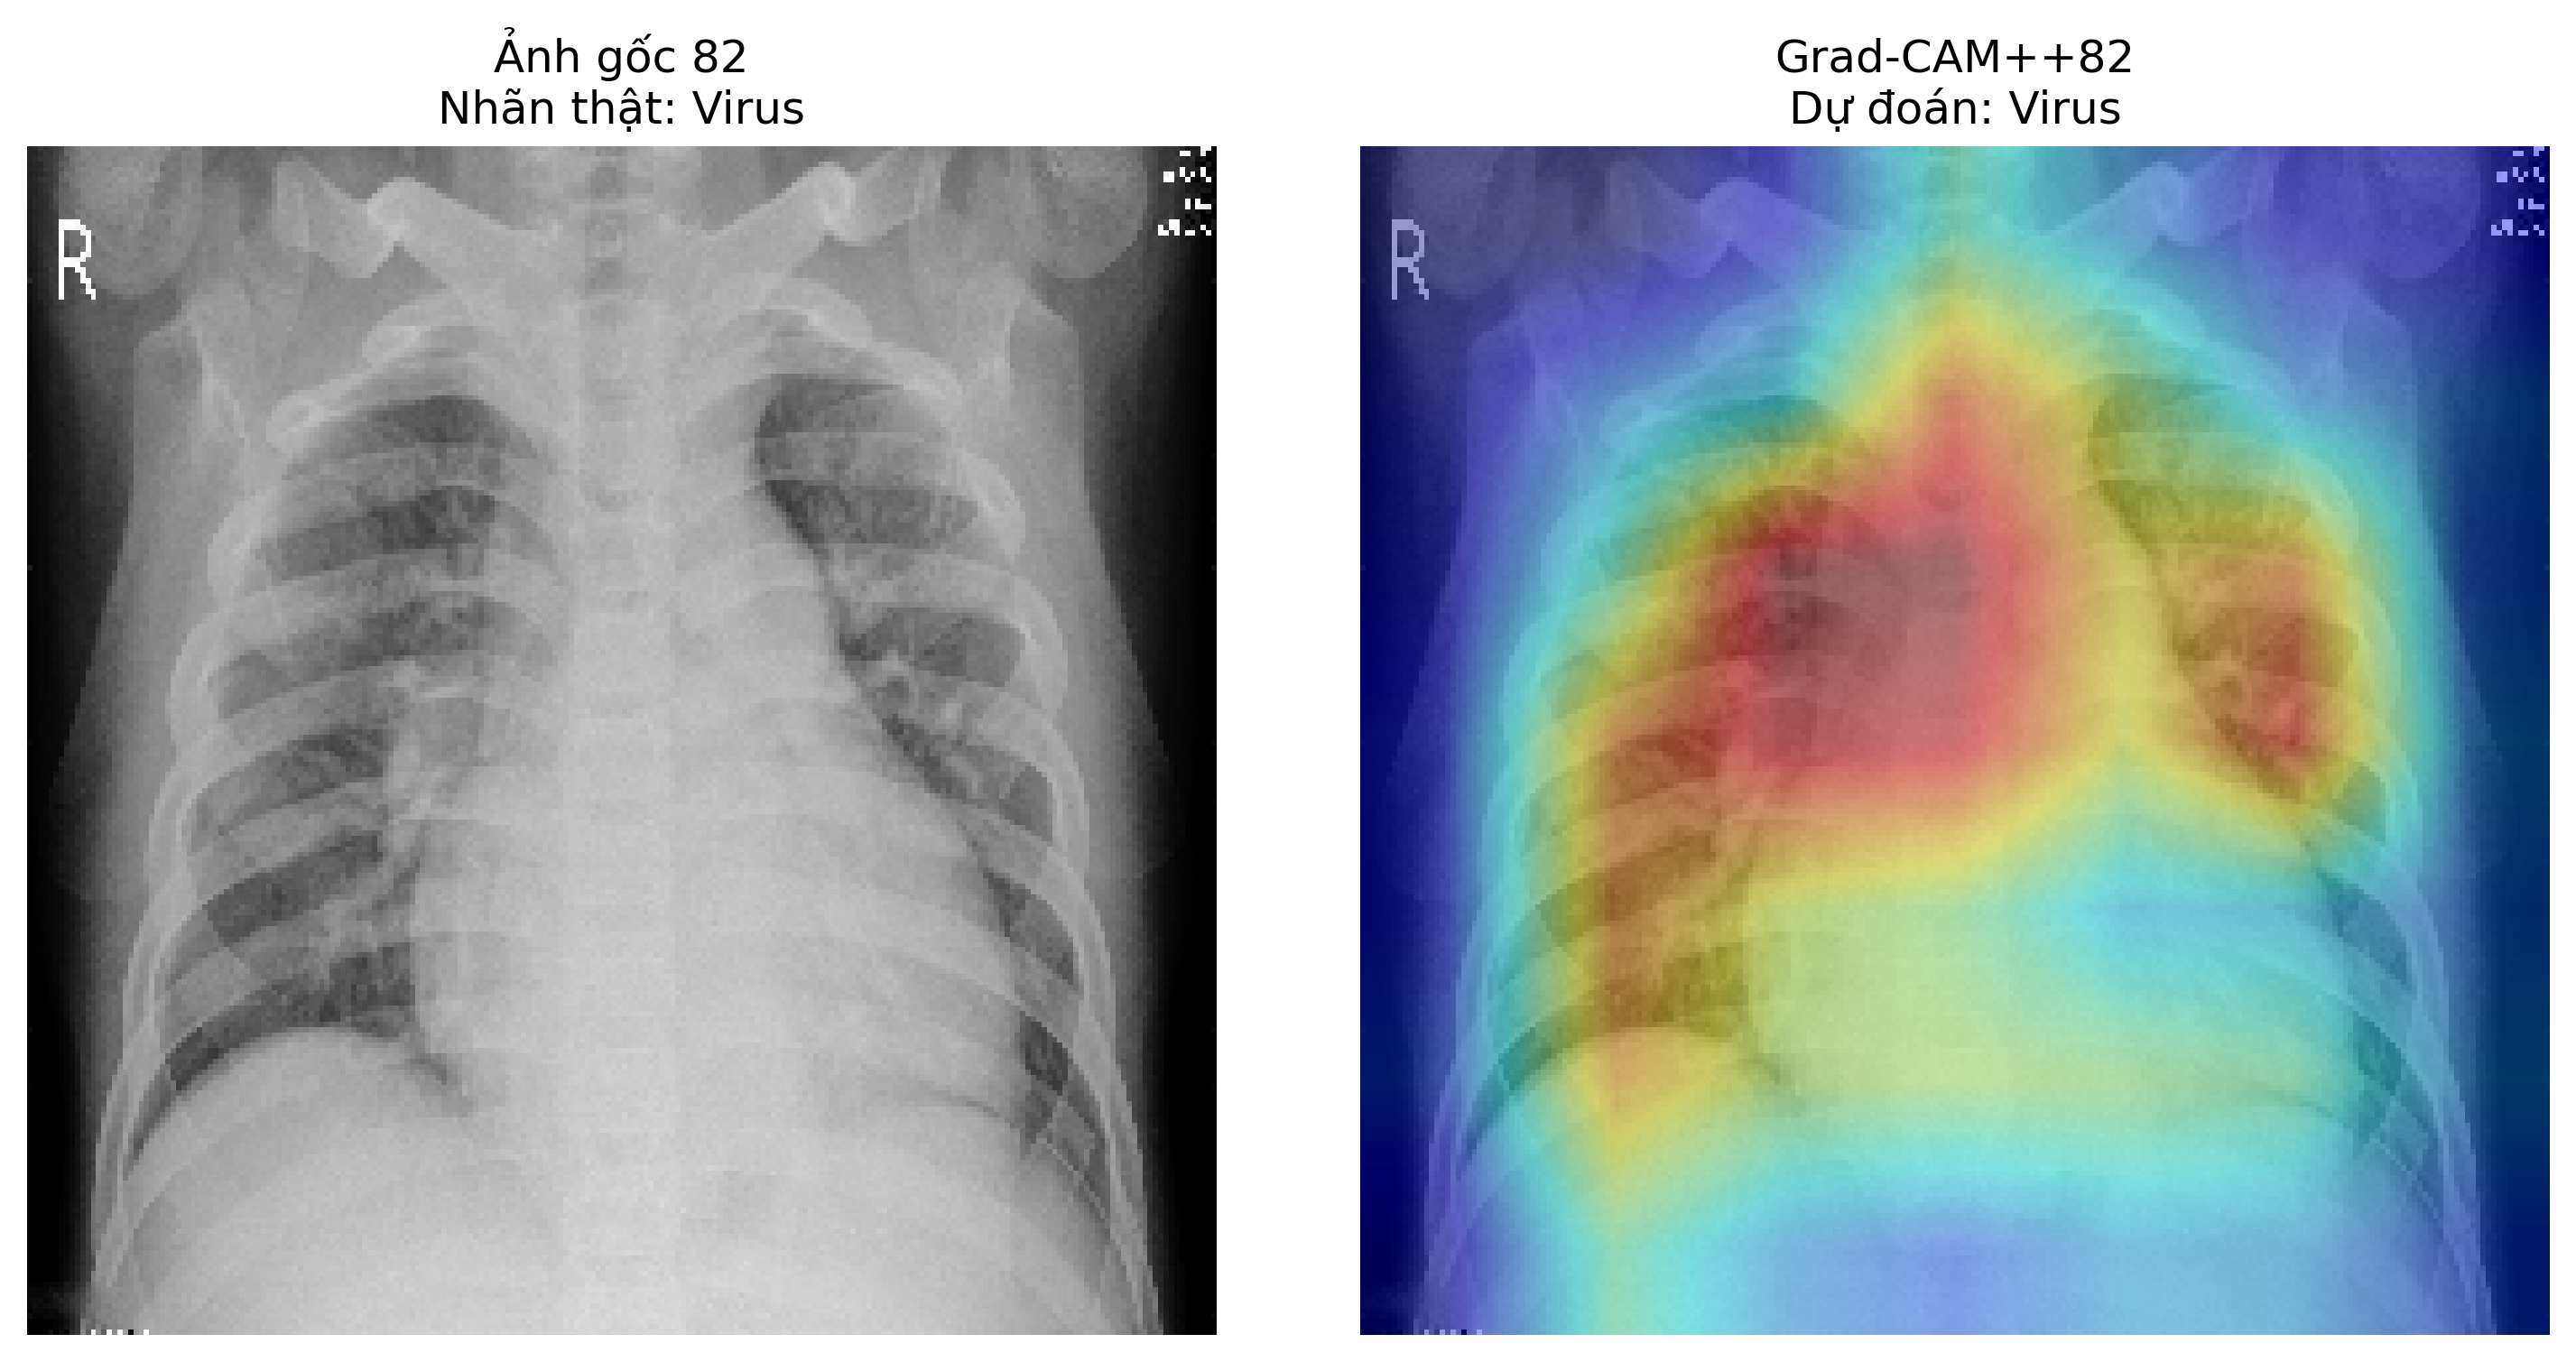 Ảnh gốc 82
Nhãn thật: Virus
Grad-CAM++82
Dự đoán: Virus
R
R